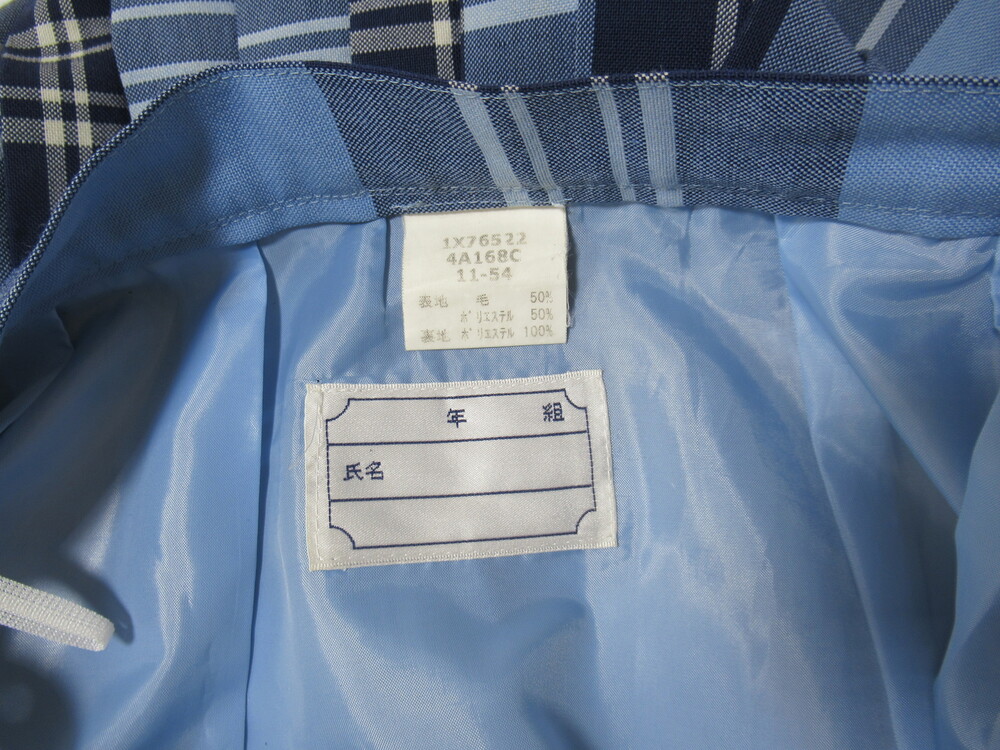 1X76522
4A168C
11-54
表地 毛 50%
ポリエステル 50%
裏地 ポリエステル 100%
年 組
氏名